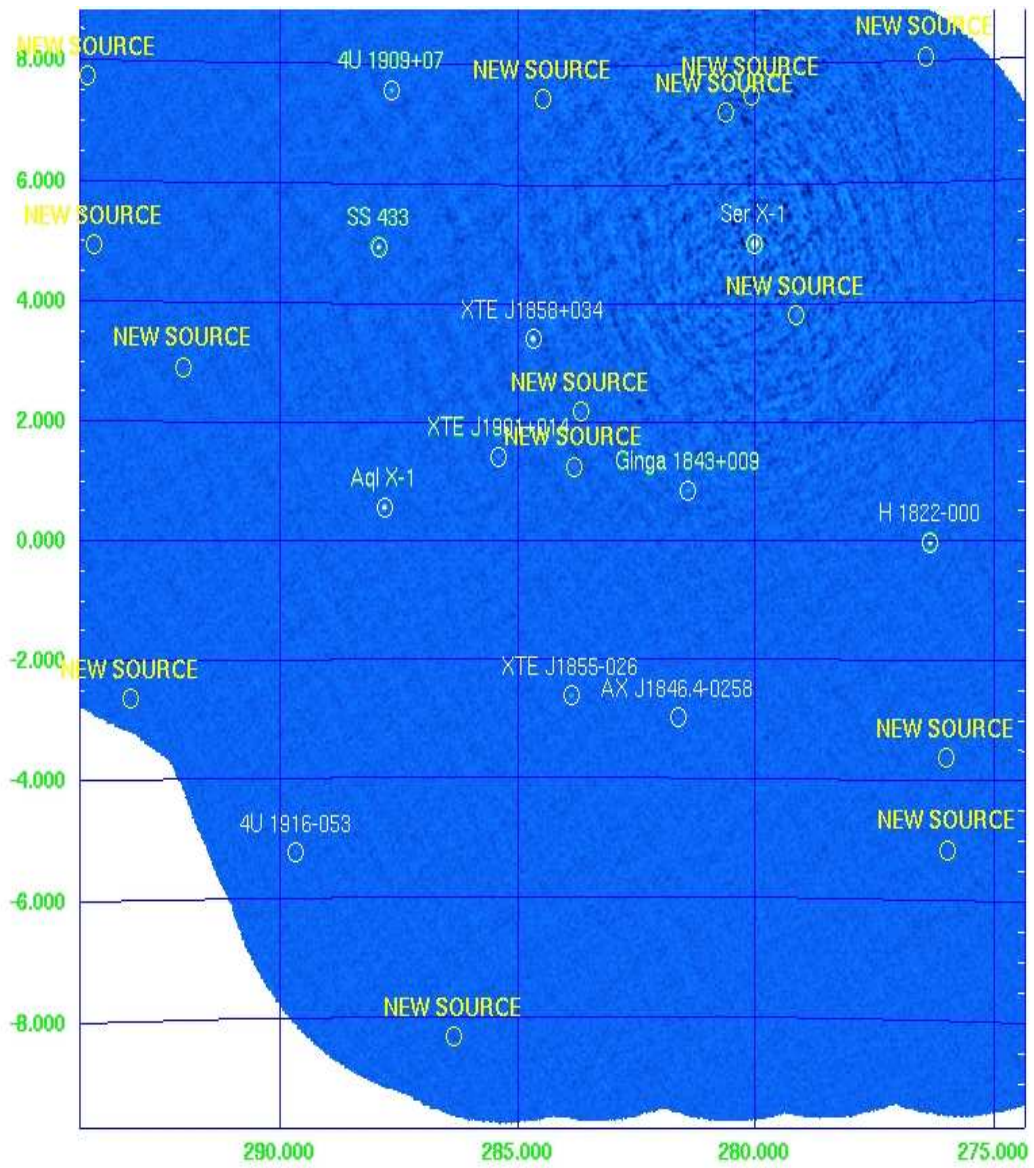 NEW SOURCE
NEW SOURCE
8.000
4U 1909+07
NEW SOURCE
NEW SOURCE
NEW SOURCE
6.000
NEW SOURCE
SS 433
Ser X-1
4.000
NEW SOURCE
XTE J1858+034
NEW SOURCE
NEW SOURCE
2.000
XTE J1901+014
NEW SOURCE
Ginga 1843+009
Aql X-1
H 1822-000
0.000
-2.000
NEW SOURCE
XTE J1855-026
AX J1846.4-0258
NEW SOURCE
-4.000
4U 1916-053
NEW SOURCE
-6.000
NEW SOURCE
-8.000
290.000
285.000
280.000
275.000